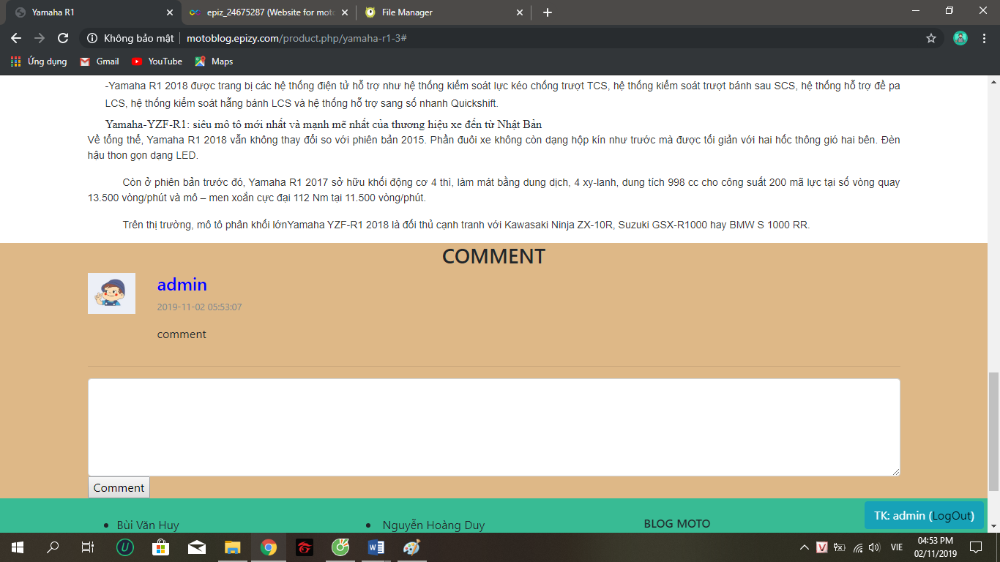 Yamaha R1
epiz_24675287 (Website for moto
File Manager
Không bảo mật
motoblog.epizy.com/product.php/yamaha-r1-3#
Ứng dụng
Gmail
YouTube
Maps
-Yamaha R1 2018 được trang bị các hệ thống điện tử hỗ trợ như hệ thống kiểm soát lực kéo chống trượt TCS, hệ thống kiểm soát trượt bánh sau SCS, hệ thống hỗ trợ đề pa
LCS, hệ thống kiểm soát hẫng bánh LCS và hệ thống hỗ trợ sang số nhanh Quickshift.
Yamaha-YZF-R1: siêu mô tô mới nhất và mạnh mẽ nhất của thương hiệu xe đến từ Nhật Bản
Về tổng thể, Yamaha R1 2018 vẫn không thay đổi so với phiên bản 2015. Phần đuôi xe không còn dạng hộp kín như trước mà được tối giản với hai hốc thông gió hai bên. Đèn
hậu thon gọn dạng LED.
Còn ở phiên bản trước đó, Yamaha R1 2017 sở hữu khối động cơ 4 thì, làm mát bằng dung dịch, 4 xy-lanh, dung tích 998 cc cho công suất 200 mã lực tại số vòng quay
13.500 vòng/phút và mô – men xoắn cực đại 112 Nm tại 11.500 vòng/phút.
Trên thị trường, mô tô phân khối lớnYamaha YZF-R1 2018 là đối thủ cạnh tranh với Kawasaki Ninja ZX-10R, Suzuki GSX-R1000 hay BMW S 1000 RR.
COMMENT
admin
2019-11-02 05:53:07
comment
Comment
TK: admin (LogOut)
Bùi Văn Huy
Nguyễn Hoàng Duy
BLOG MOTO
VIE
04:53 PM
02/11/2019